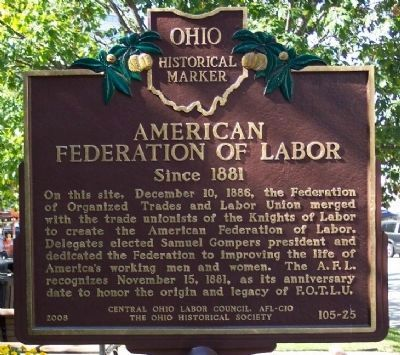 OHIO
HISTORICAL
MARKER
AMERICAN
FEDERATION OF LABOR
Since 1881
On this site, December 10, 1886, the Federation
of Organized Trades and Labor Union merged
with the trade unionists of the Knights of Labor
to create the American Federation of Labor.
Delegates elected Samuel Gompers president and
dedicated the Federation to improving the life of
America's working men and women. The A.F.L.
recognizes November 15, 1881, as its anniversary
date to honor the origin and legacy of F.O.T.L.U.
CENTRAL OHIO LABOR COUNCIL, AFL-CIO
2008 THE OHIO HISTORICAL SOCIETY 105-25